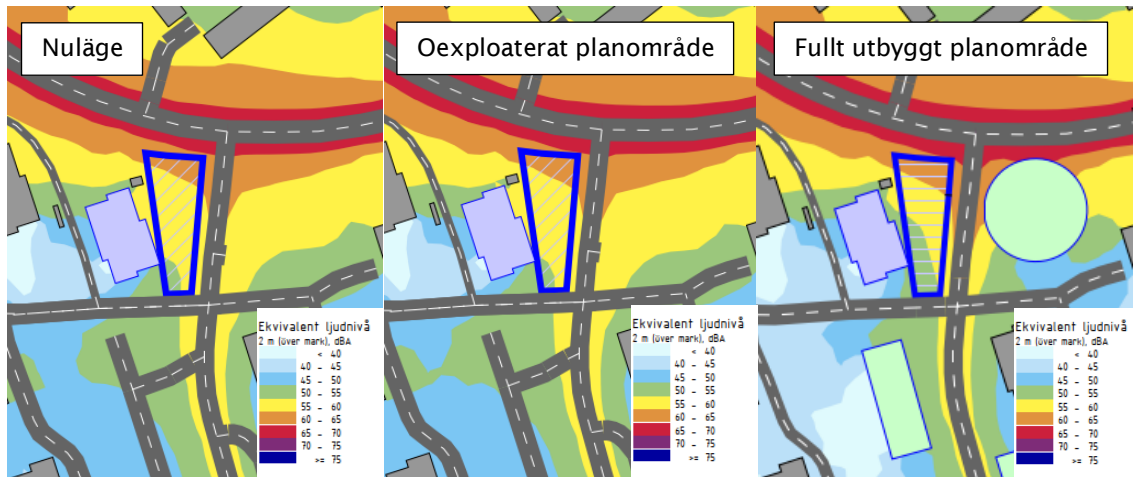 Nuläge
Oexploaterat planområde
Fullt utbyggt planområde
Ekvivalent ljudnivå
2 m (över mark), dBA
< 40
40 - 45
45 - 50
50 - 55
55 - 60
60 - 65
65 - 70
70 - 75
>= 75
Ekvivalent ljudnivå
2 m (över mark), dBA
< 40
40 - 45
45 - 50
50 - 55
55 - 60
60 - 65
65 - 70
70 - 75
>= 75
Ekvivalent ljudnivå
2 m (över mark), dBA
< 40
40 - 45
45 - 50
50 - 55
55 - 60
60 - 65
65 - 70
70 - 75
>= 75